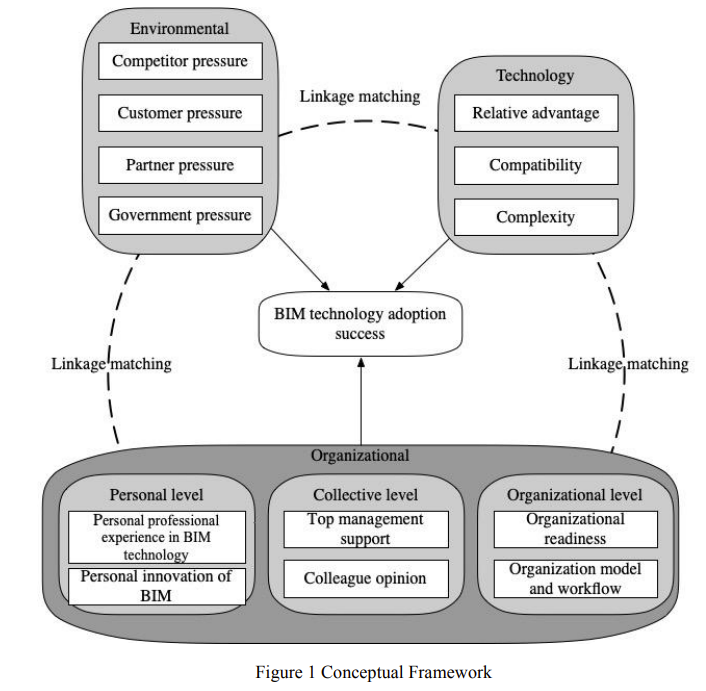 Environmental
Competitor pressure
Customer pressure
Partner pressure
Government pressure
Linkage matching
Technology
Relative advantage
Compatibility
Complexity
BIM technology adoption
success
Linkage matching
Linkage matching
Organizational
Personal level
Personal professional
experience in BIM
technology
Personal innovation of
BIM
Collective level
Top management
support
Colleague opinion
Organizational level
Organizational
readiness
Organization model
and workflow
Figure 1 Conceptual Framework